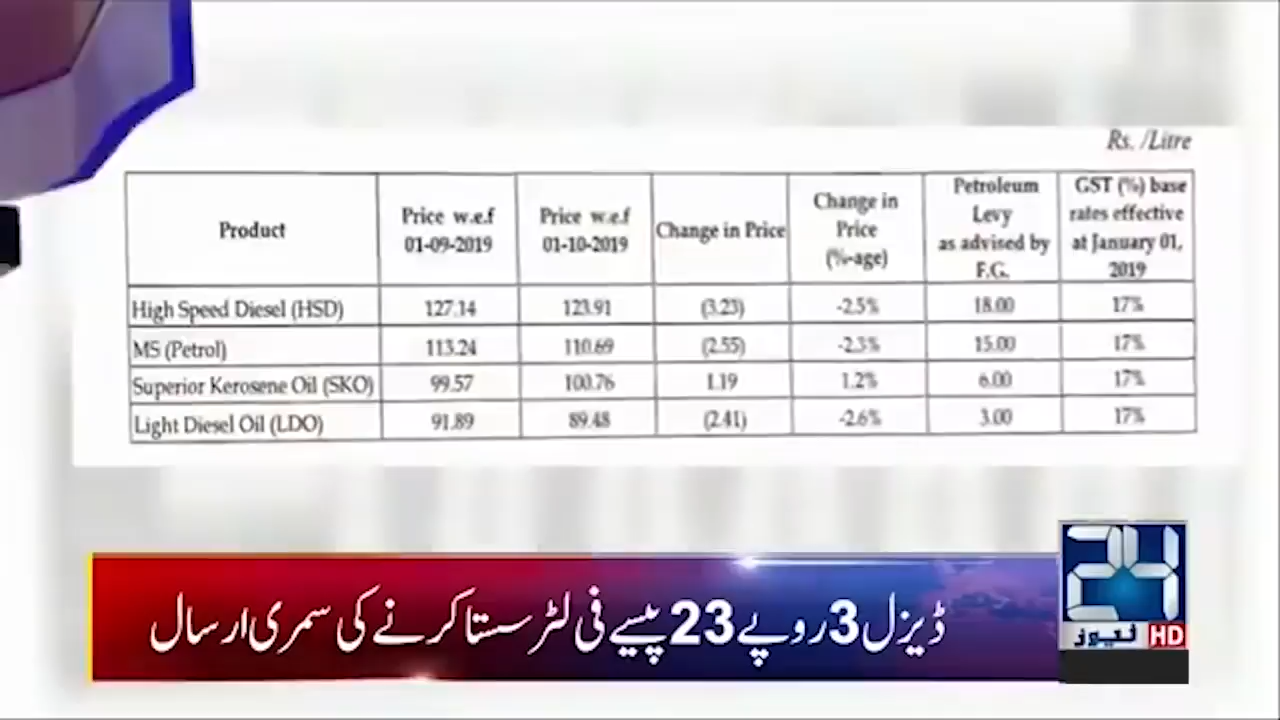 Rs. /Litre
Product | Price w.e.f 01-09-2019 | Price w.e.f 01-10-2019 | Change in Price | Change in Price (%-age) | Petroleum Levy as advised by F.G. | GST (%) base rates effective at January 01, 2019
High Speed Diesel (HSD) | 127.14 | 123.91 | (3.23) | -2.5% | 18.00 | 17%
MS (Petrol) | 113.24 | 110.69 | (2.55) | -2.3% | 15.00 | 17%
Superior Kerosene Oil (SKO) | 99.57 | 100.76 | 1.19 | 1.2% | 6.00 | 17%
Light Diesel Oil (LDO) | 91.89 | 89.48 | (2.41) | -2.6% | 3.00 | 17%
ڈیزل 3 روپے 23 پیسے فی لٹر سستا کرنے کی سمری ارسال
24
نیوز HD